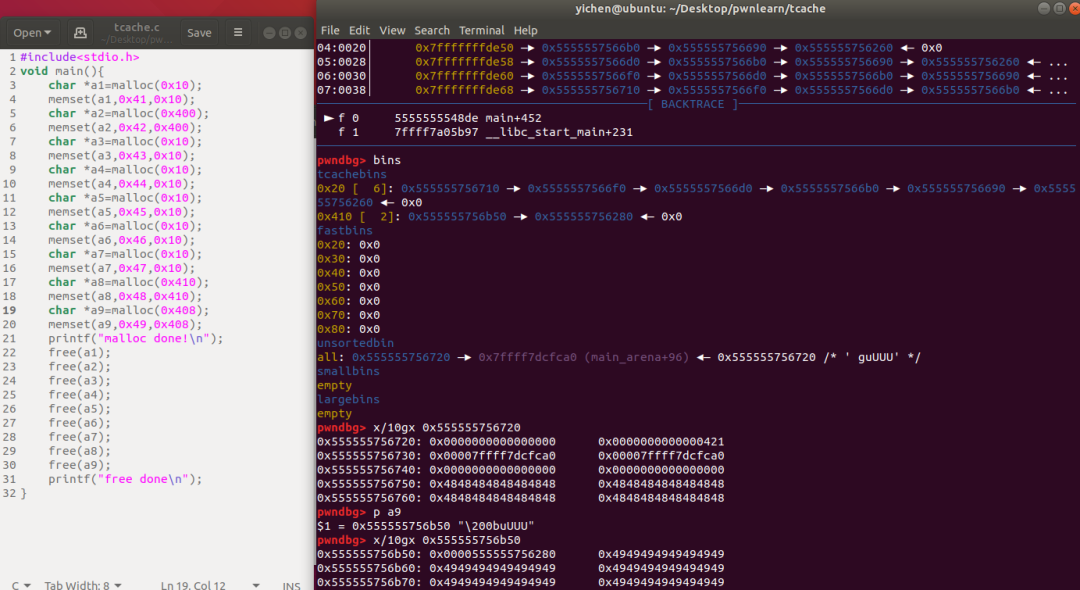 Open
tcache.c
~/Desktop/pw...
Save
1 #include<stdio.h>
2 void main(){
3     char *a1=malloc(0x10);
4     memset(a1,0x41,0x10);
5     char *a2=malloc(0x400);
6     memset(a2,0x42,0x400);
7     char *a3=malloc(0x10);
8     memset(a3,0x43,0x10);
9     char *a4=malloc(0x10);
10     memset(a4,0x44,0x10);
11     char *a5=malloc(0x10);
12     memset(a5,0x45,0x10);
13     char *a6=malloc(0x10);
14     memset(a6,0x46,0x10);
15     char *a7=malloc(0x10);
16     memset(a7,0x47,0x10);
17     char *a8=malloc(0x410);
18     memset(a8,0x48,0x410);
19     char *a9=malloc(0x408);
20     memset(a9,0x49,0x408);
21     printf("malloc done!\n");
22     free(a1);
23     free(a2);
24     free(a3);
25     free(a4);
26     free(a5);
27     free(a6);
28     free(a7);
29     free(a8);
30     free(a9);
31     printf("free done\n");
32 }
C Tab Width: 8 Ln 19, Col 12 INS
yichen@ubuntu: ~/Desktop/pwnlearn/tcache
File Edit View Search Terminal Help
04:0020│ 0x7fffffffde50 —▸ 0x5555557566b0 —▸ 0x555555756690 —▸ 0x555555756260 ◂— 0x0
05:0028│ 0x7fffffffde58 —▸ 0x5555557566d0 —▸ 0x5555557566b0 —▸ 0x555555756690 —▸ 0x555555756260 ◂— ...
06:0030│ 0x7fffffffde60 —▸ 0x5555557566f0 —▸ 0x5555557566d0 —▸ 0x5555557566b0 —▸ 0x555555756690 ◂— ...
07:0038│ 0x7fffffffde68 —▸ 0x555555756710 —▸ 0x5555557566f0 —▸ 0x5555557566d0 —▸ 0x5555557566b0 ◂— ...
[ BACKTRACE ]
► f 0 5555555548de main+452
f 1 7ffff7a05b97 __libc_start_main+231
pwndbg> bins
tcachebins
0x20 [  6]: 0x555555756710 —▸ 0x5555557566f0 —▸ 0x5555557566d0 —▸ 0x5555557566b0 —▸ 0x555555756690 —▸ 0x5555
55756260 ◂— 0x0
0x410 [  2]: 0x555555756b50 —▸ 0x555555756280 ◂— 0x0
fastbins
0x20: 0x0
0x30: 0x0
0x40: 0x0
0x50: 0x0
0x60: 0x0
0x70: 0x0
0x80: 0x0
unsortedbin
all: 0x555555756720 —▸ 0x7ffff7dcfca0 (main_arena+96) ◂— 0x555555756720 /* ' guUUU' */
smallbins
empty
largebins
empty
pwndbg> x/10gx 0x555555756720
0x555555756720: 0x0000000000000000 0x0000000000000421
0x555555756730: 0x00007ffff7dcfca0 0x00007ffff7dcfca0
0x555555756740: 0x0000000000000000 0x0000000000000000
0x555555756750: 0x4848484848484848 0x4848484848484848
0x555555756760: 0x4848484848484848 0x4848484848484848
pwndbg> p a9
$1 = 0x555555756b50 "\200buUUU"
pwndbg> x/10gx 0x555555756b50
0x555555756b50: 0x0000555555756280 0x4949494949494949
0x555555756b60: 0x4949494949494949 0x4949494949494949
0x555555756b70: 0x4949494949494949 0x4949494949494949